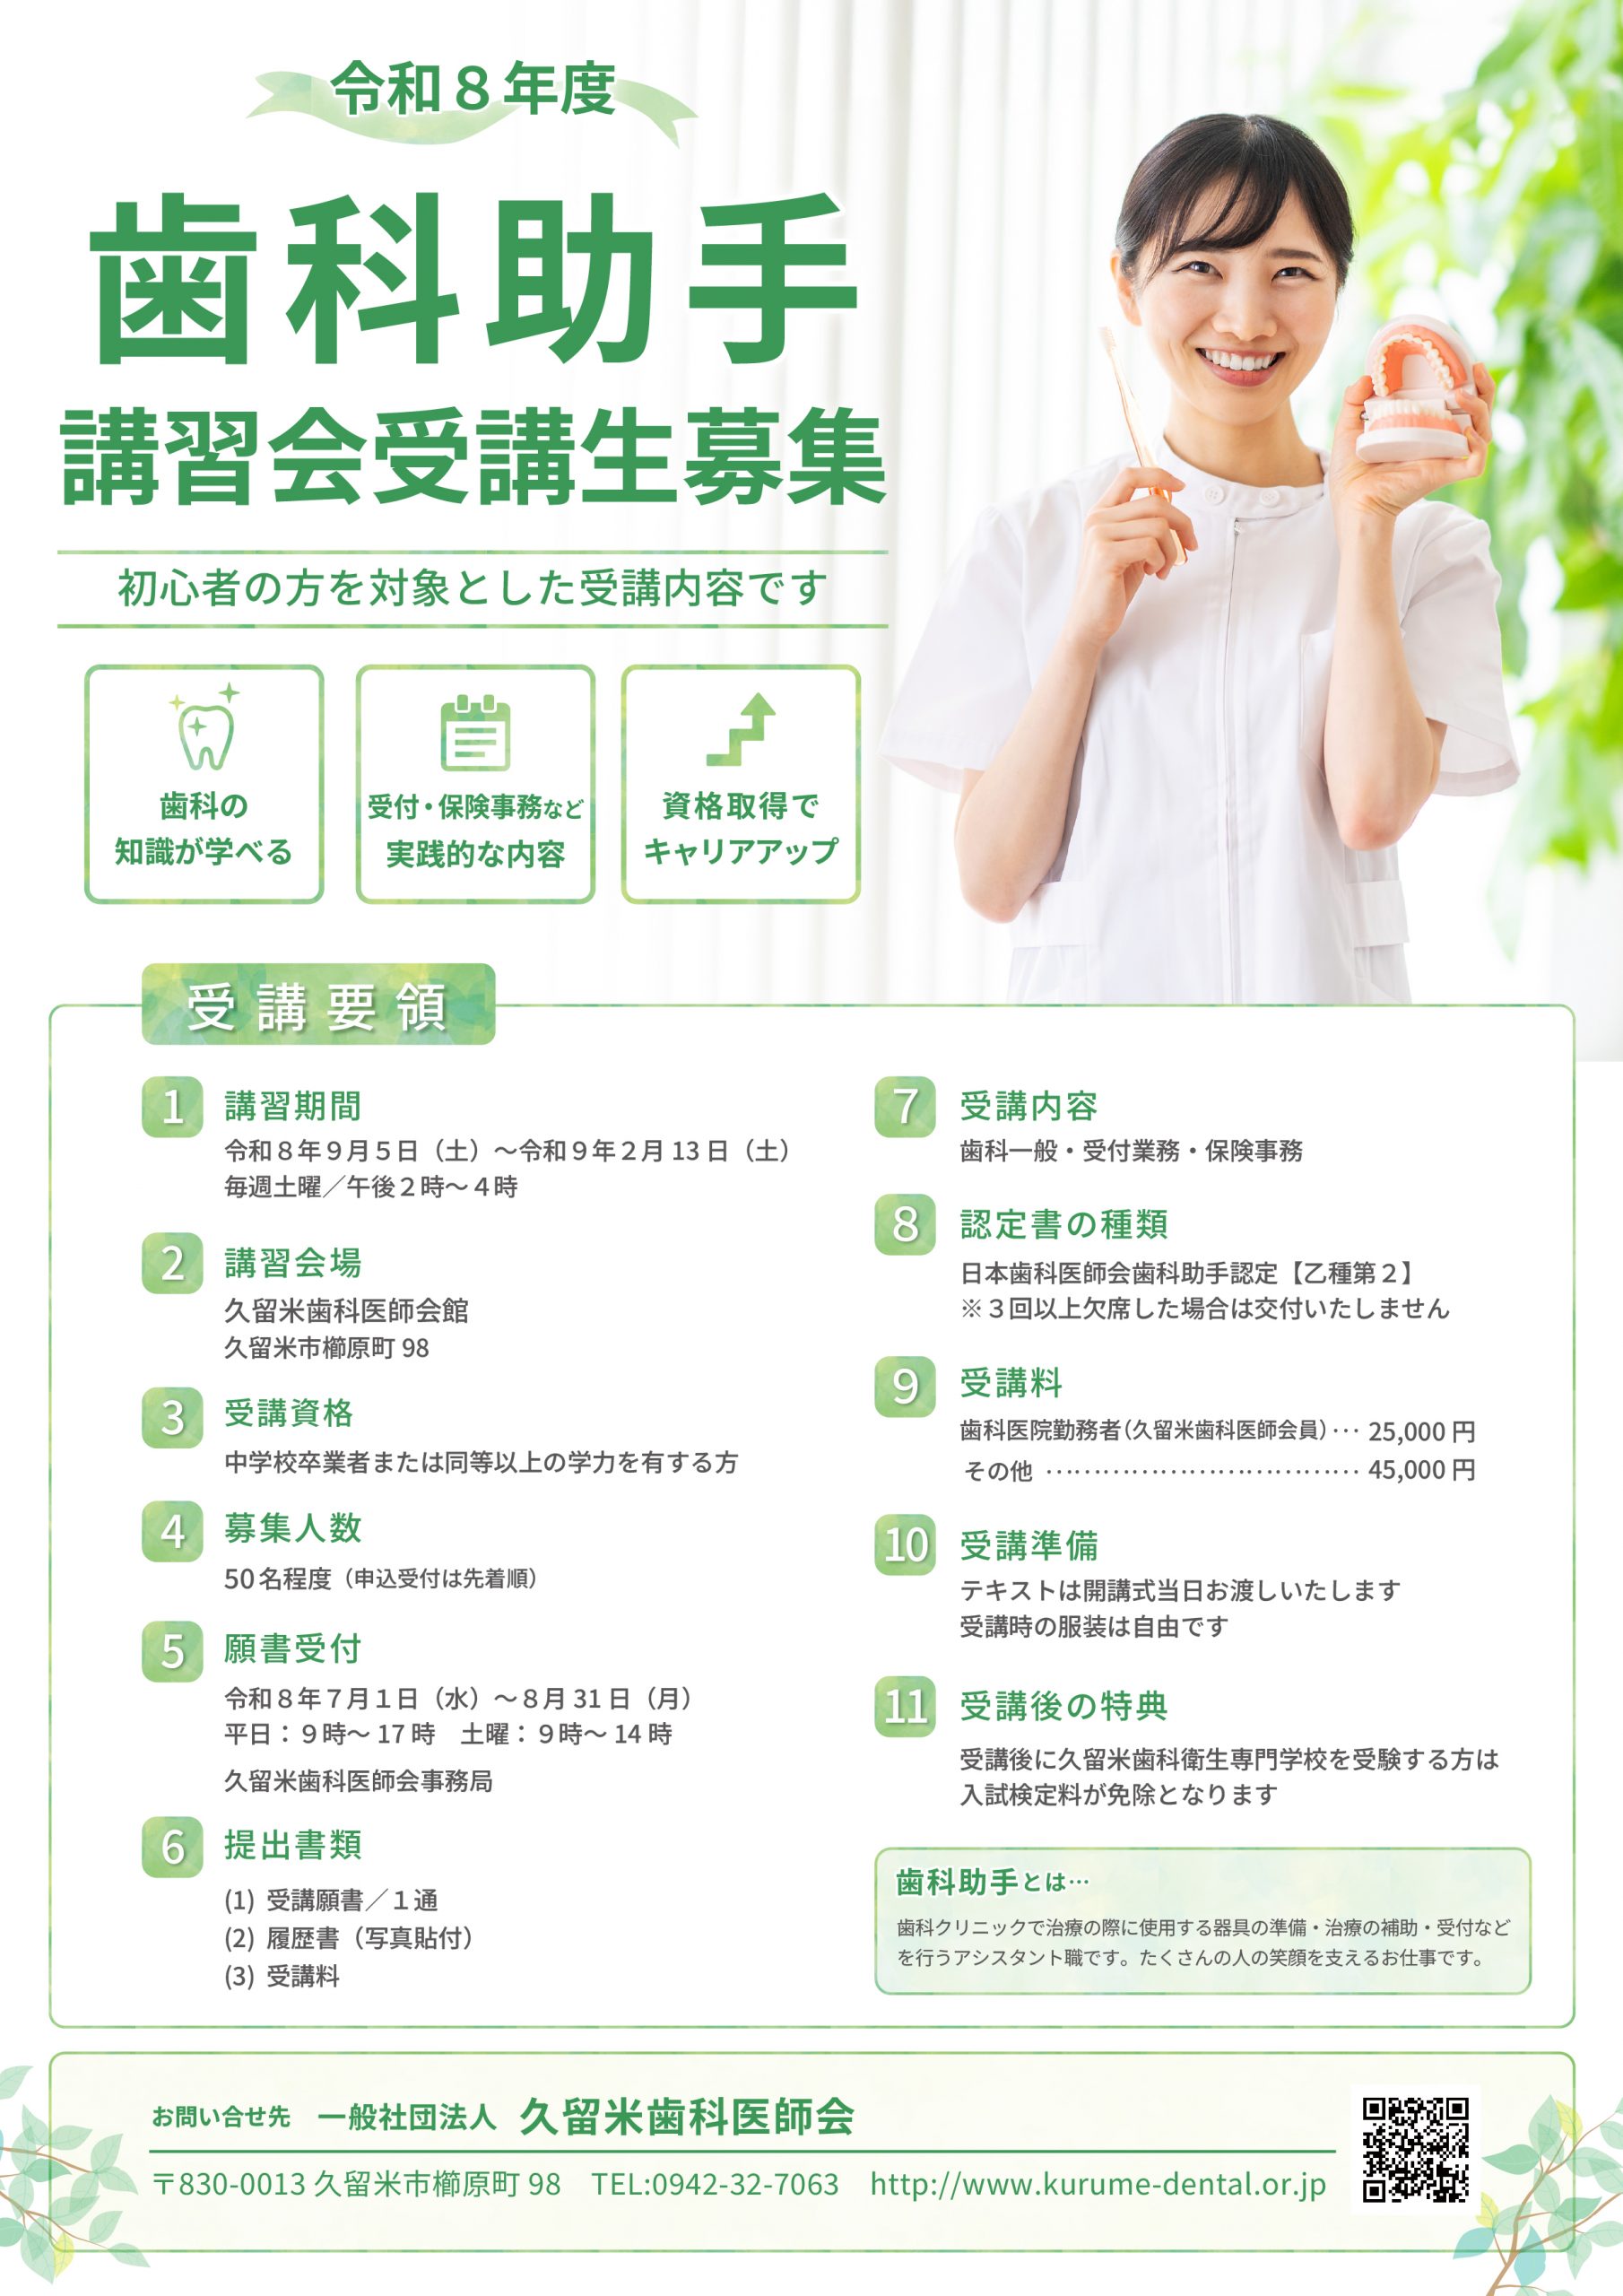 令和８年度
歯科助手
講習会受講生募集
初心者の方を対象とした受講内容です
歯科の
知識が学べる
受付・保険事務など
実践的な内容
資格取得で
キャリアアップ
受講要領
1 講習期間
令和８年９月５日（土）～令和９年２月 13 日（土）
毎週土曜／午後２時～４時
2 講習会場
久留米歯科医師会館
久留米市櫛原町 98
3 受講資格
中学校卒業者または同等以上の学力を有する方
4 募集人数
50名程度（申込受付は先着順）
5 願書受付
令和８年７月１日（水）～８月 31 日（月）
平日：９時～ 17 時　土曜：９時～ 14 時
久留米歯科医師会事務局
6 提出書類
(1) 受講願書／１通
(2) 履歴書（写真貼付）
(3) 受講料
7 受講内容
歯科一般・受付業務・保険事務
8 認定書の種類
日本歯科医師会歯科助手認定【乙種第２】
※３回以上欠席した場合は交付いたしません
9 受講料
歯科医院勤務者（久留米歯科医師会員）… 25,000 円
その他 ………………………… 45,000 円
10 受講準備
テキストは開講式当日お渡しいたします
受講時の服装は自由です
11 受講後の特典
受講後に久留米歯科衛生専門学校を受験する方は
入試検定料が免除となります
歯科助手とは…
歯科クリニックで治療の際に使用する器具の準備・治療の補助・受付など
を行うアシスタント職です。たくさんの人の笑顔を支えるお仕事です。
お問い合せ先　一般社団法人 久留米歯科医師会
〒830-0013 久留米市櫛原町 98　TEL:0942-32-7063　http://www.kurume-dental.or.jp